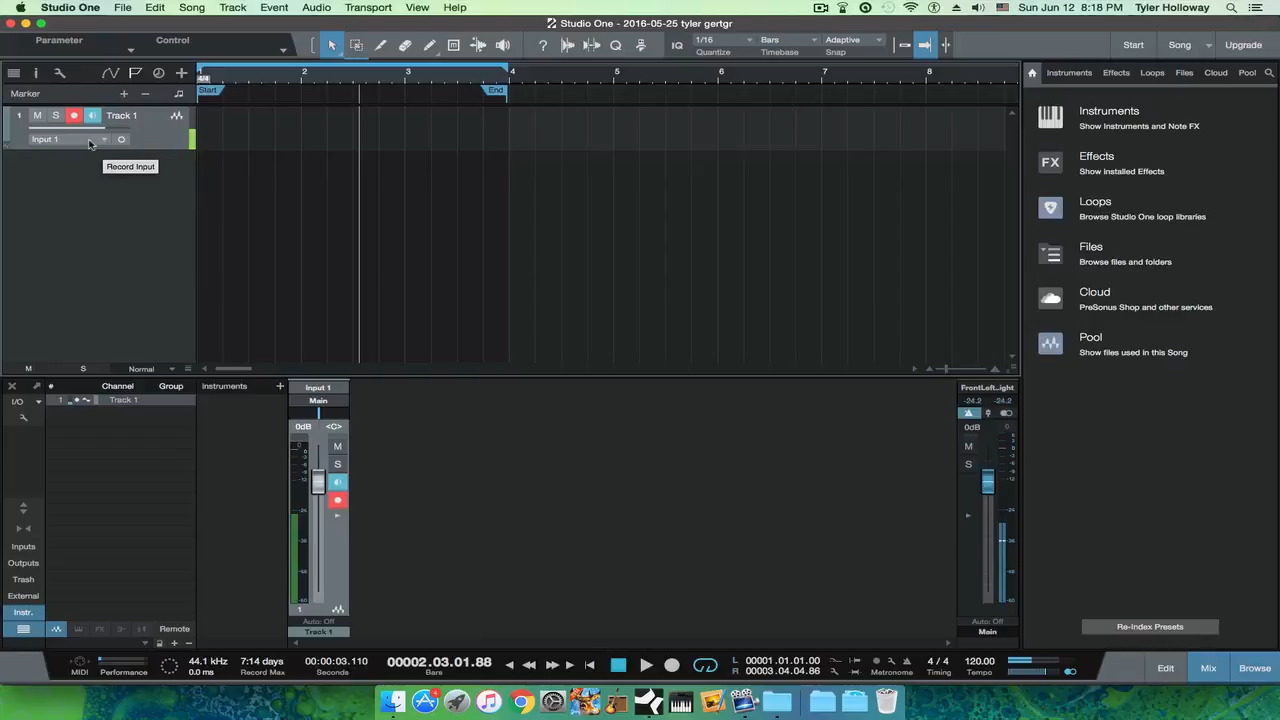 Studio One File Edit Song Track Event Audio Transport View Help Sun Jun 12 8:18 PM Tyler Holloway
Studio One - 2016-05-25 tyler gertgr
Parameter Control IQ 1/16 Quantize Bars Timebase Adaptive Snap Start Song Upgrade
2 3 4 5 6 7 8
4/4
Instruments Effects Loops Files Cloud Pool
Marker Start End
1 M S Track 1
Input 1
Record Input
Instruments
Show Instruments and Note FX
FX Effects
Show Installed Effects
Loops
Browse Studio One loop libraries
Files
Browse files and folders
Cloud
PreSonus Shop and other services
Pool
Show files used in this Song
Re-Index Presets
M S Normal
# Channel Group Instruments Input 1 FrontLeft...ight
I/O 1 Track 1 Main -24.2 -24.2
0dB <C> 0dB
M M
S S
Inputs
Outputs
Trash
External
Instr.
1
Auto: Off Auto: Off
FX Remote Track 1 Main
MIDI 44.1 kHz 0.0 ms 7:14 days Record Max 00:00:03.110 Seconds 00002.03.01.88 Bars L 00001.01.01.00 R 00003.04.04.86 Metronome 4 / 4 Timing 120.00 Tempo Edit Mix Browse